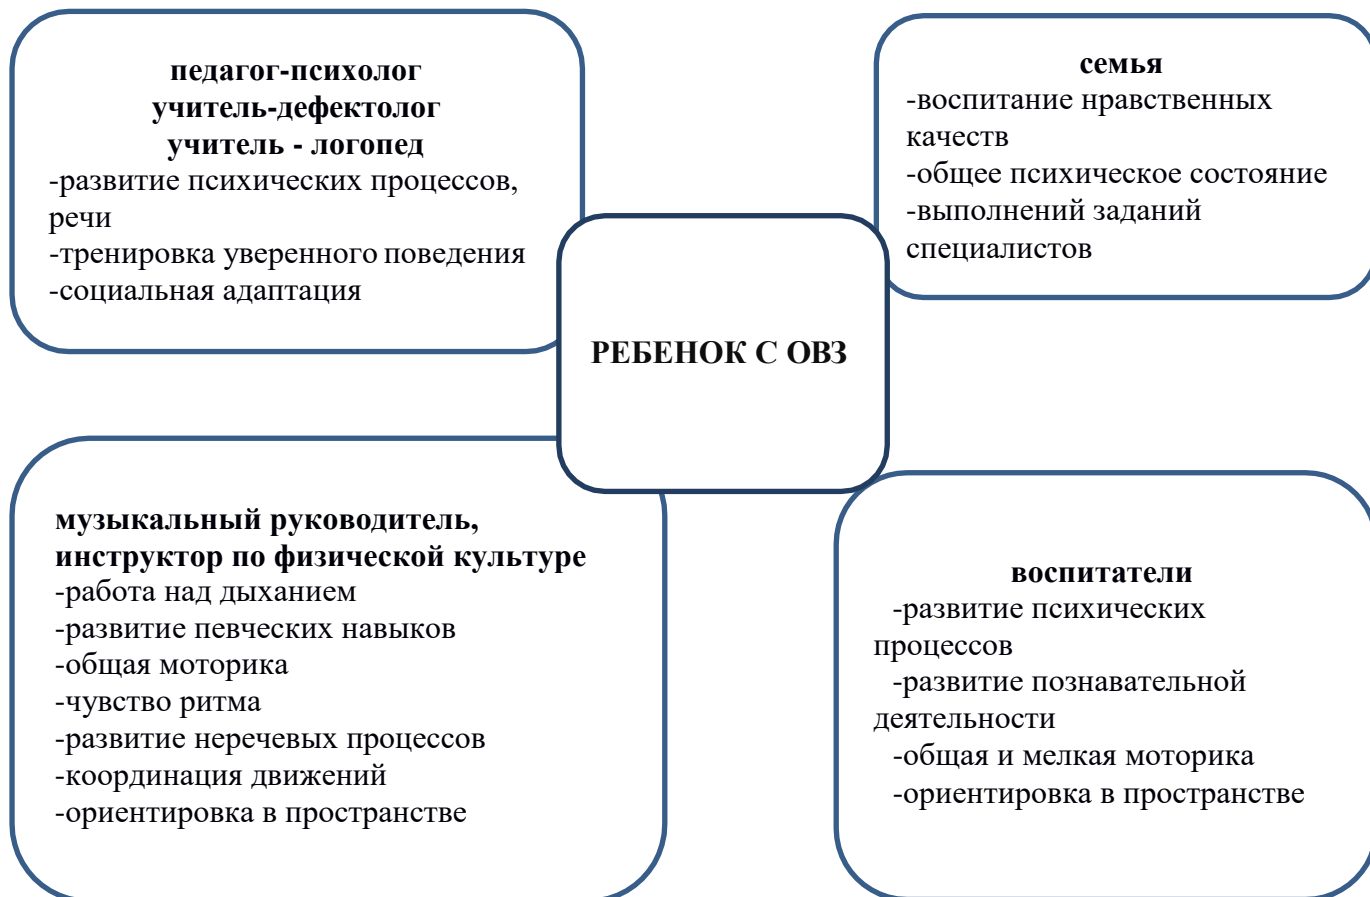 педагог-психолог
учитель-дефектолог
учитель - логопед
-развитие психических процессов,
речи
-тренировка уверенного поведения
-социальная адаптация
семья
-воспитание нравственных
качеств
-общее психическое состояние
-выполнений заданий
специалистов
РЕБЕНОК С ОВЗ
музыкальный руководитель,
инструктор по физической культуре
-работа над дыханием
-развитие певческих навыков
-общая моторика
-чувство ритма
-развитие неречевых процессов
-координация движений
-ориентировка в пространстве
воспитатели
-развитие психических
процессов
-развитие познавательной
деятельности
-общая и мелкая моторика
-ориентировка в пространстве